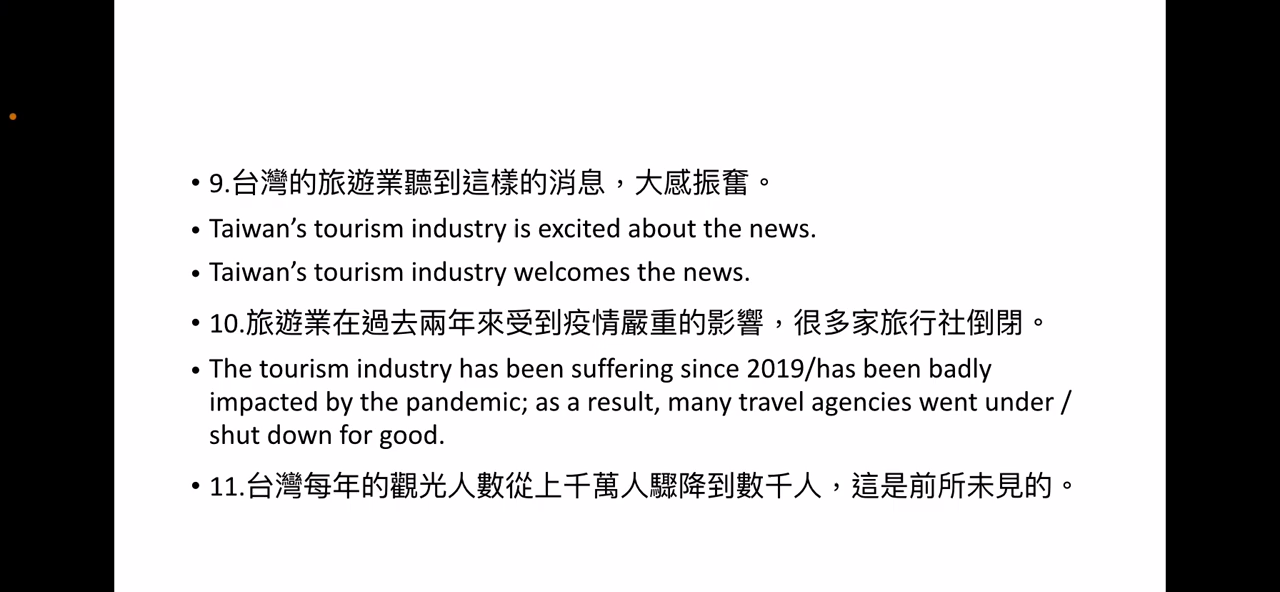 • 9.台灣的旅遊業聽到這樣的消息，大感振奮。
• Taiwan’s tourism industry is excited about the news.
• Taiwan’s tourism industry welcomes the news.
• 10.旅遊業在過去兩年來受到疫情嚴重的影響，很多家旅行社倒閉。
• The tourism industry has been suffering since 2019/has been badly
impacted by the pandemic; as a result, many travel agencies went under /
shut down for good.
• 11.台灣每年的觀光人數從上千萬人驟降到數千人，這是前所未見的。